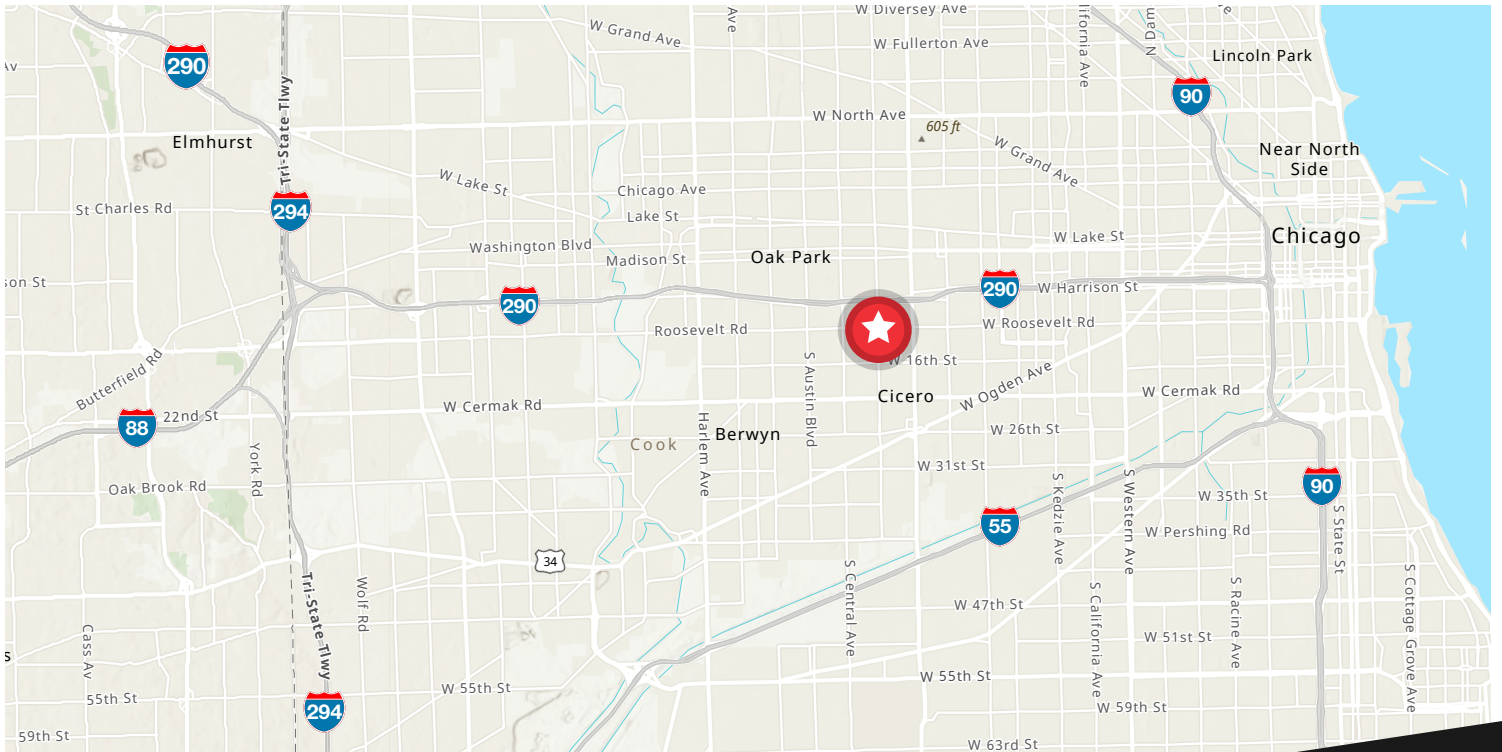 W Diversey Ave
W Grand Ave
Ave
W Fullerton Ave
Lincoln Park
290
90
W North Ave
605 ft
Elmhurst
Tri-State Tlwy
W Grand Ave
Near North
Side
W Lake St
Chicago Ave
294
St Charles Rd
Lake St
Washington Blvd
W Lake St
Chicago
Madison St
Oak Park
son St
290
290
W Harrison St
Roosevelt Rd
W Roosevelt Rd
W 16th St
Butterfield Rd
S Austin Blvd
W Ogden Ave
Cicero
W Cermak Rd
W Cermak Rd
88
22nd St
W 26th St
Berwyn
Cook
Harlem Ave
York Rd
W 31st St
Oak Brook Rd
S Kedzie Ave
S Western Ave
W 35th St
90
55
W Pershing Rd
S State St
34
Tri-State Tlwy
Wolf Rd
S Central Ave
W 47th St
S California Ave
S Racine Ave
S Cottage Grove Ave
Cass Av
W 51st St
W 55th St
W 55th St
55th St
294
W 59th St
59th St
W 63rd St